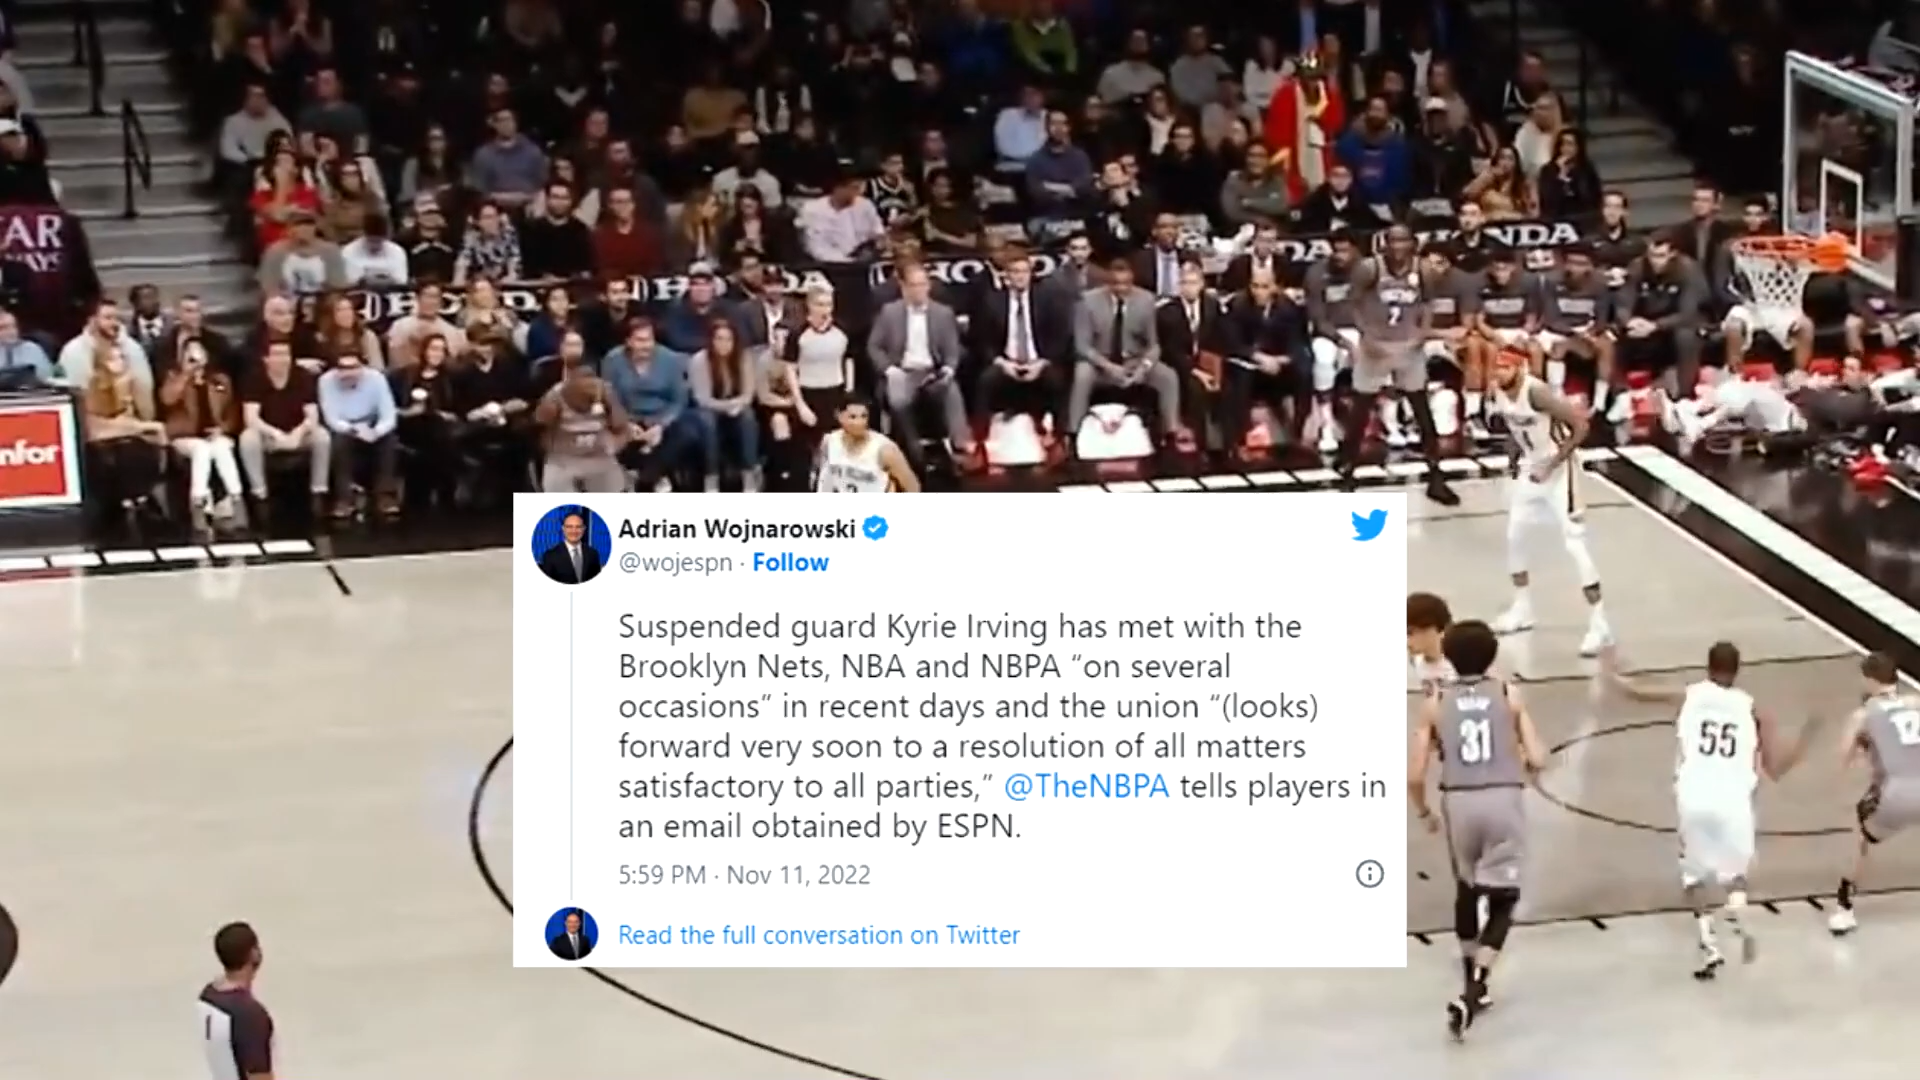 HONDA
AR
nfor
31
55
12
1
Adrian Wojnarowski
@wojespn · Follow
Suspended guard Kyrie Irving has met with the
Brooklyn Nets, NBA and NBPA “on several
occasions” in recent days and the union “(looks)
forward very soon to a resolution of all matters
satisfactory to all parties,” @TheNBPA tells players in
an email obtained by ESPN.
5:59 PM · Nov 11, 2022
Read the full conversation on Twitter